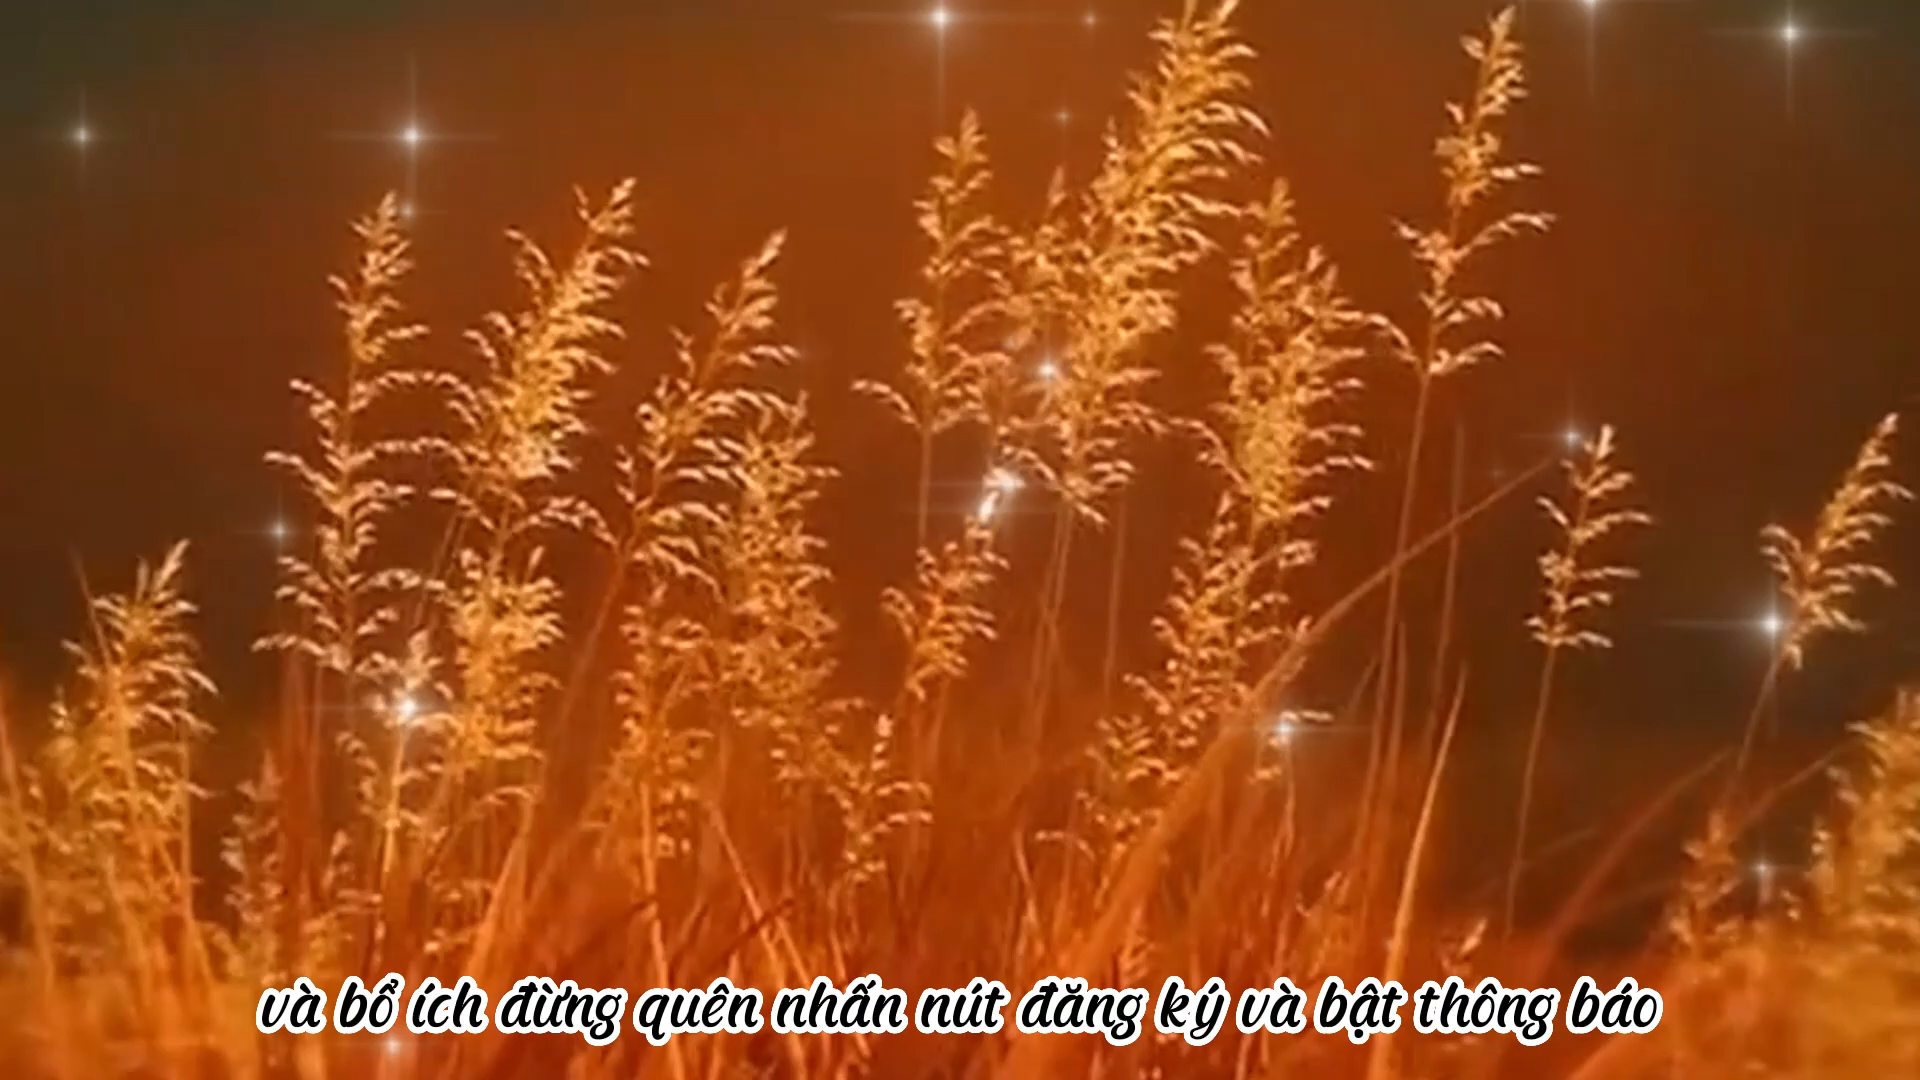 và bổ ích đừng quên nhấn nút đăng ký và bật thông báo